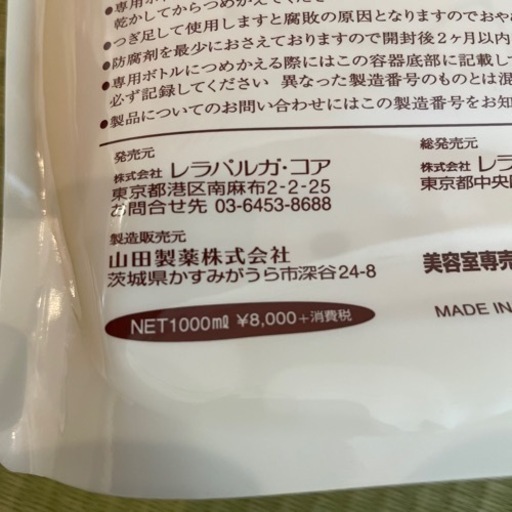 ●専用ボ
乾かしてからつめかえてくださ
●つぎ足して使用しますと腐敗の原因となりますのでおや
●防腐剤を最少におさえておりますので開封後2ヶ月以内
●専用ボトルにつめかえる際にはこの容器底部に記載して
必ず記録してください 異なった製造番号のものとは混
●製品についてのお問い合わせにはこの製造番号をお知
発売元
株式会社 レラパルガ・コア
東京都港区南麻布2-2-25
お問合せ先 03-6453-8688
製造販売元
山田製薬株式会社
茨城県かすみがうら市深谷24-8
NET1000㎖ ¥8,000+消費税
総発売元
株式会社 レラ
東京都中央
美容室専売
MADE IN